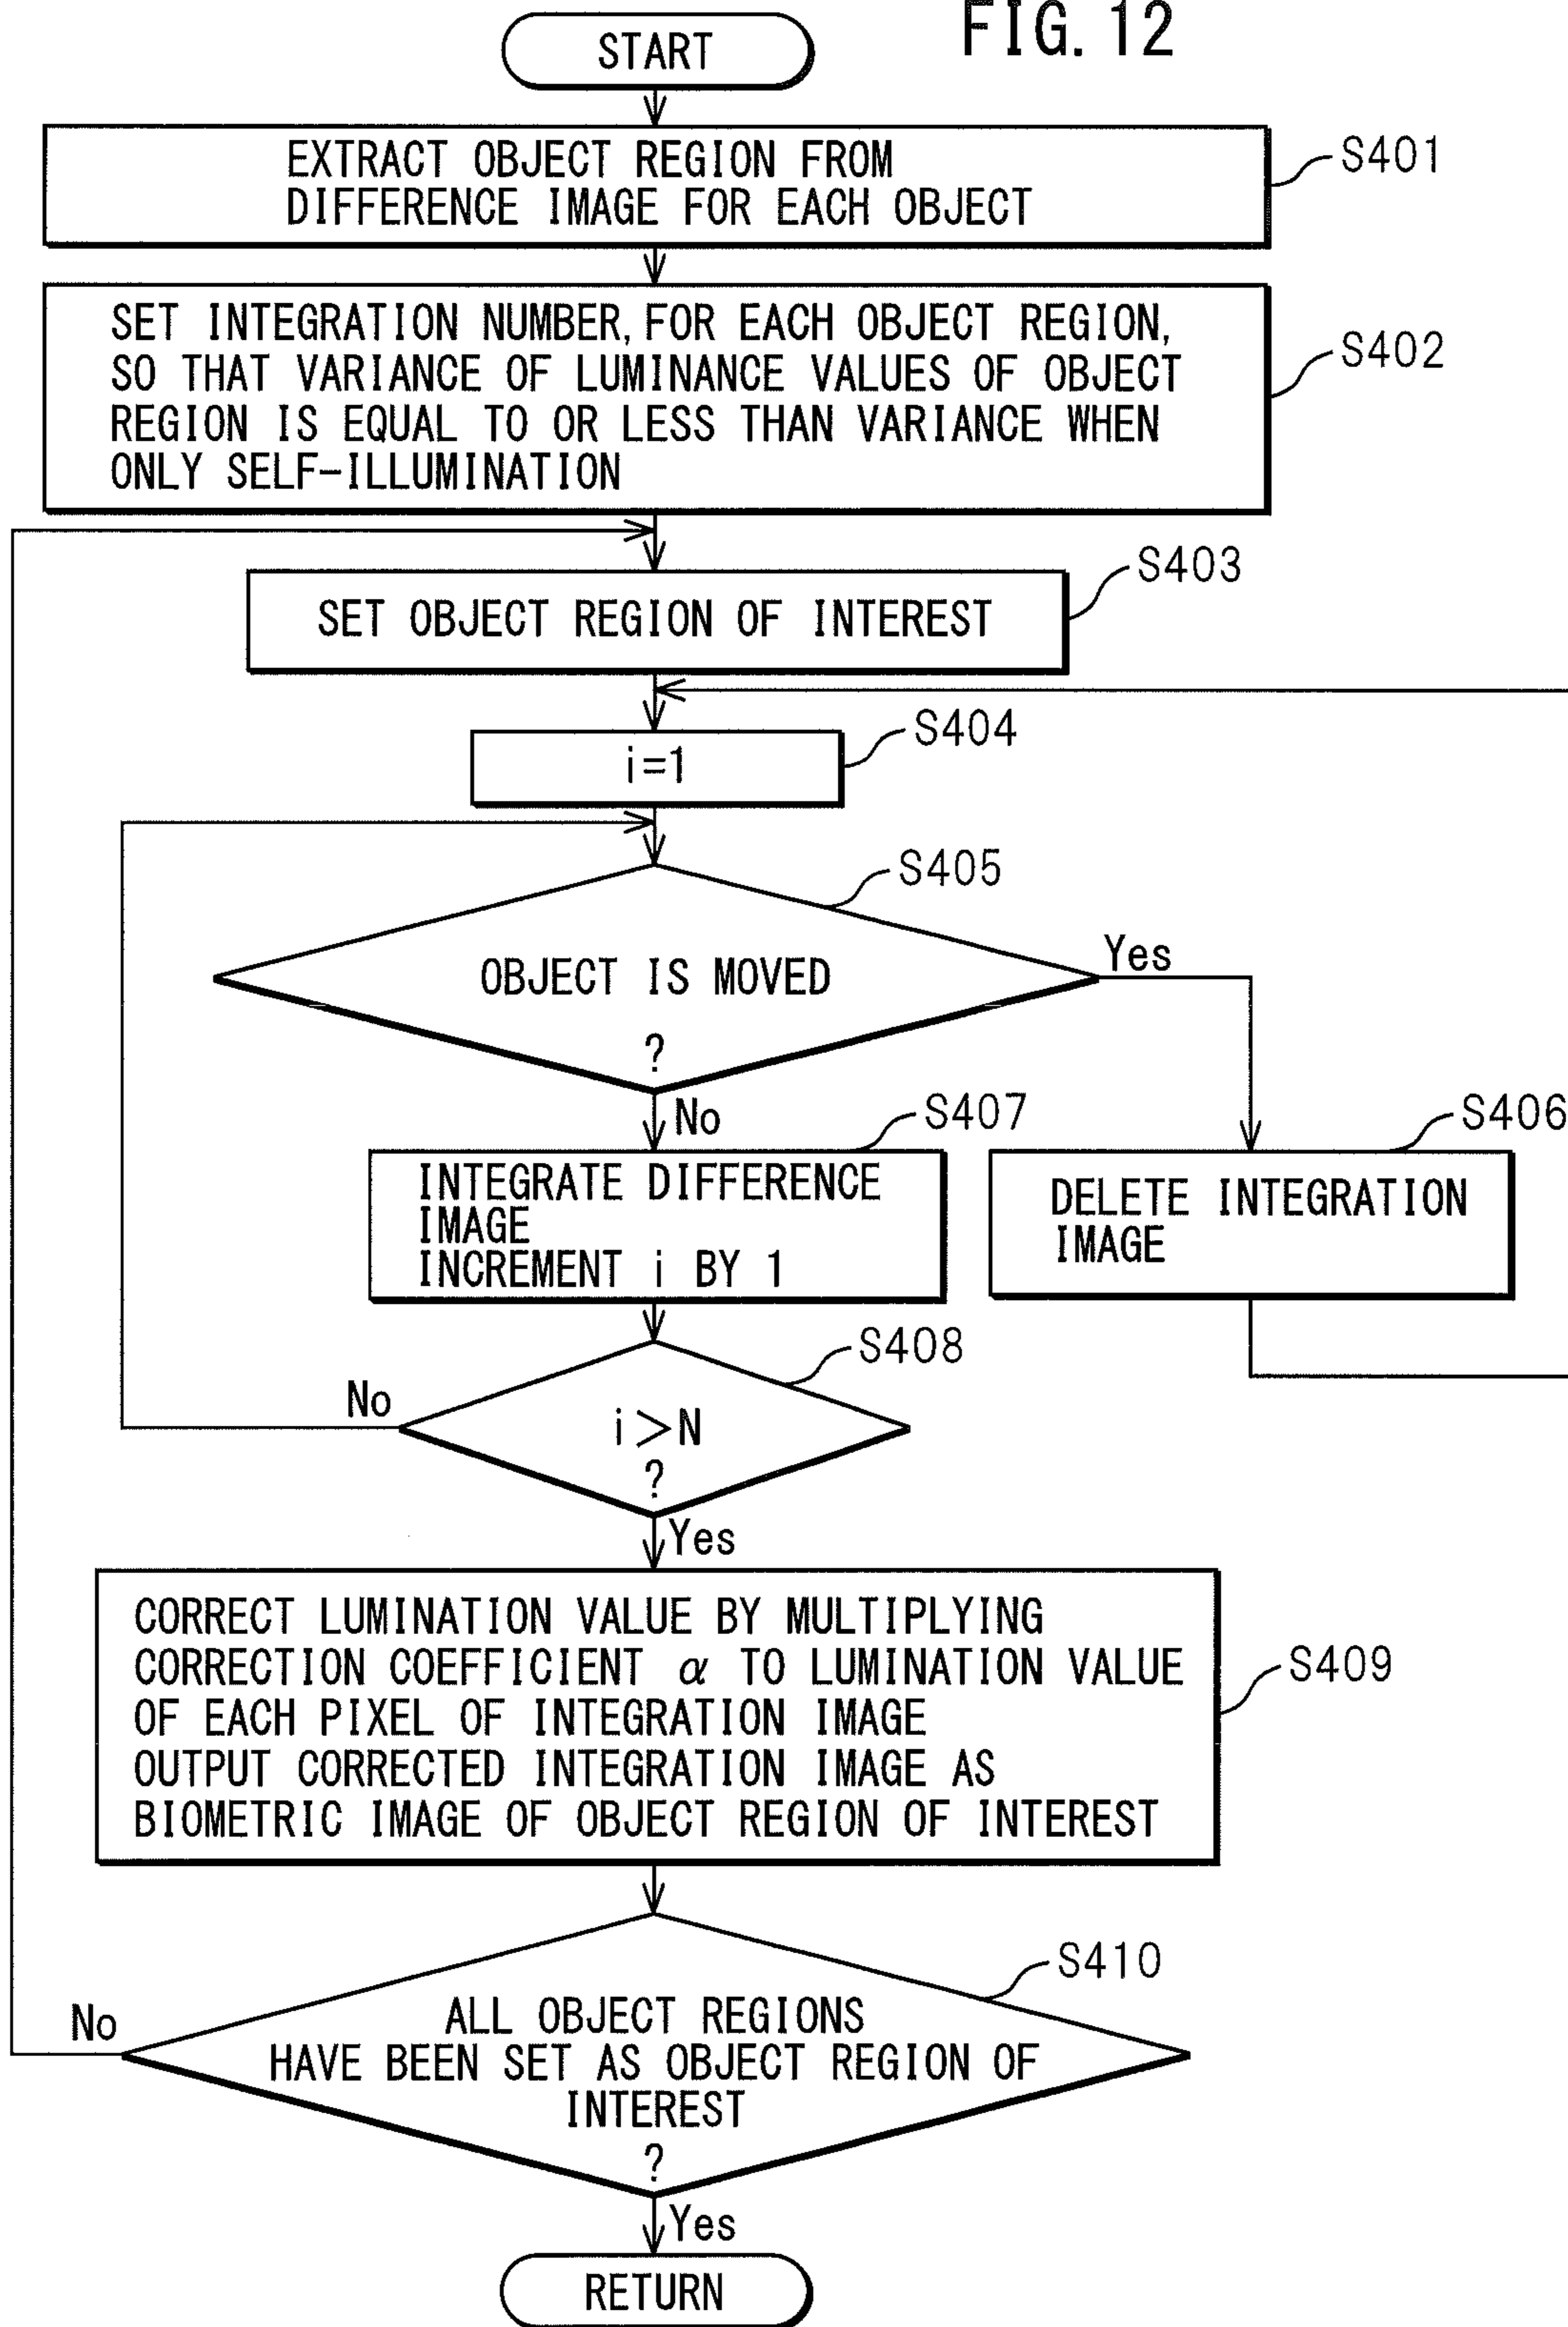 FIG. 12
START
EXTRACT OBJECT REGION FROM
DIFFERENCE IMAGE FOR EACH OBJECT
S401
SET INTEGRATION NUMBER, FOR EACH OBJECT REGION,
SO THAT VARIANCE OF LUMINANCE VALUES OF OBJECT
REGION IS EQUAL TO OR LESS THAN VARIANCE WHEN
ONLY SELF-ILLUMINATION
S402
SET OBJECT REGION OF INTEREST
S403
i=1
S404
OBJECT IS MOVED
?
S405
Yes
No
DELETE INTEGRATION
IMAGE
S406
INTEGRATE DIFFERENCE
IMAGE
INCREMENT i BY 1
S407
i>N
?
S408
No
Yes
CORRECT LUMINATION VALUE BY MULTIPLYING
CORRECTION COEFFICIENT α TO LUMINATION VALUE
OF EACH PIXEL OF INTEGRATION IMAGE
OUTPUT CORRECTED INTEGRATION IMAGE AS
BIOMETRIC IMAGE OF OBJECT REGION OF INTEREST
S409
ALL OBJECT REGIONS
HAVE BEEN SET AS OBJECT REGION OF
INTEREST
?
S410
No
Yes
RETURN